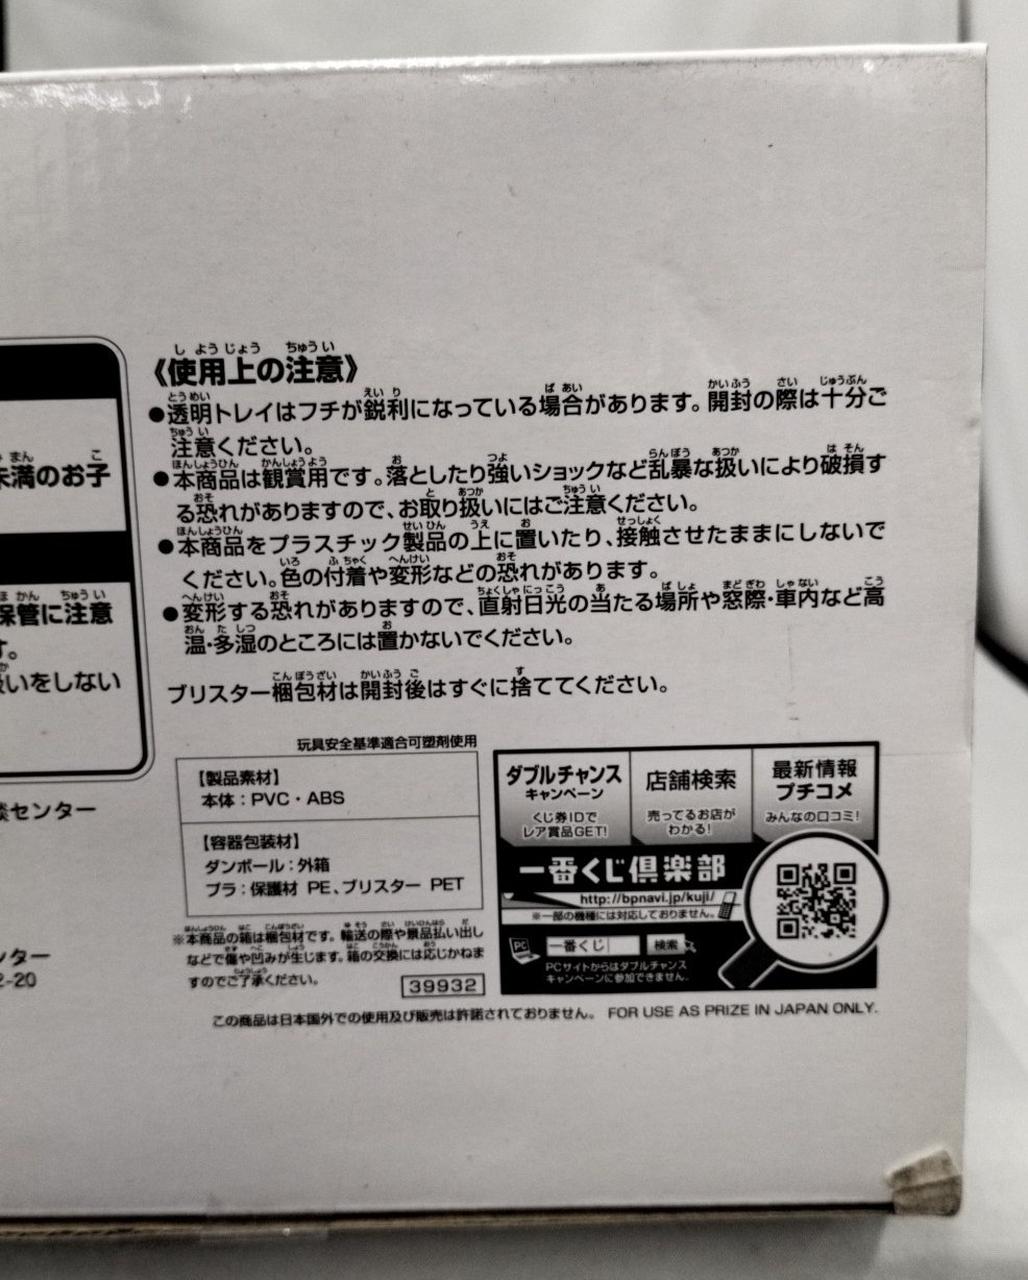 《使用上の注意》
●透明トレイはフチが鋭利になっている場合があります。開封の際は十分ご
注意ください。
●本商品は観賞用です。落としたり強いショックなど乱暴な扱いにより破損す
る恐れがありますので、お取り扱いにはご注意ください。
●本商品をプラスチック製品の上に置いたり、接触させたままにしないで
ください。色の付着や変形などの恐れがあります。
●変形する恐れがありますので、直射日光の当たる場所や窓際・車内など高
温・多湿のところには置かないでください。
ブリスター梱包材は開封後はすぐに捨ててください。
未満のお子
保管に注意
す。
扱いをしない
談センター
ンター
2-20
玩具安全基準適合可塑剤使用
【製品素材】
本体：PVC・ABS
【容器包装材】
ダンボール：外箱
プラ：保護材 PE、ブリスター PET
※本商品の箱は梱包材です。輸送の際や景品払い出し
などで傷や凹みが生じます。箱の交換には応じかねま
すのでご了承ください。
39932
ダブルチャンス
キャンペーン
くじ券IDで
レア賞品GET!
店舗検索
売ってるお店が
わかる!
最新情報
プチコメ
みんなの口コミ!
一番くじ倶楽部
http://bpnavi.jp/kuji/
※一部の機種には対応しておりません。
PC
一番くじ
検索
PCサイトからはダブルチャンス
キャンペーンに参加できません。
この商品は日本国外での使用及び販売は許諾されておりません。 FOR USE AS PRIZE IN JAPAN ONLY.